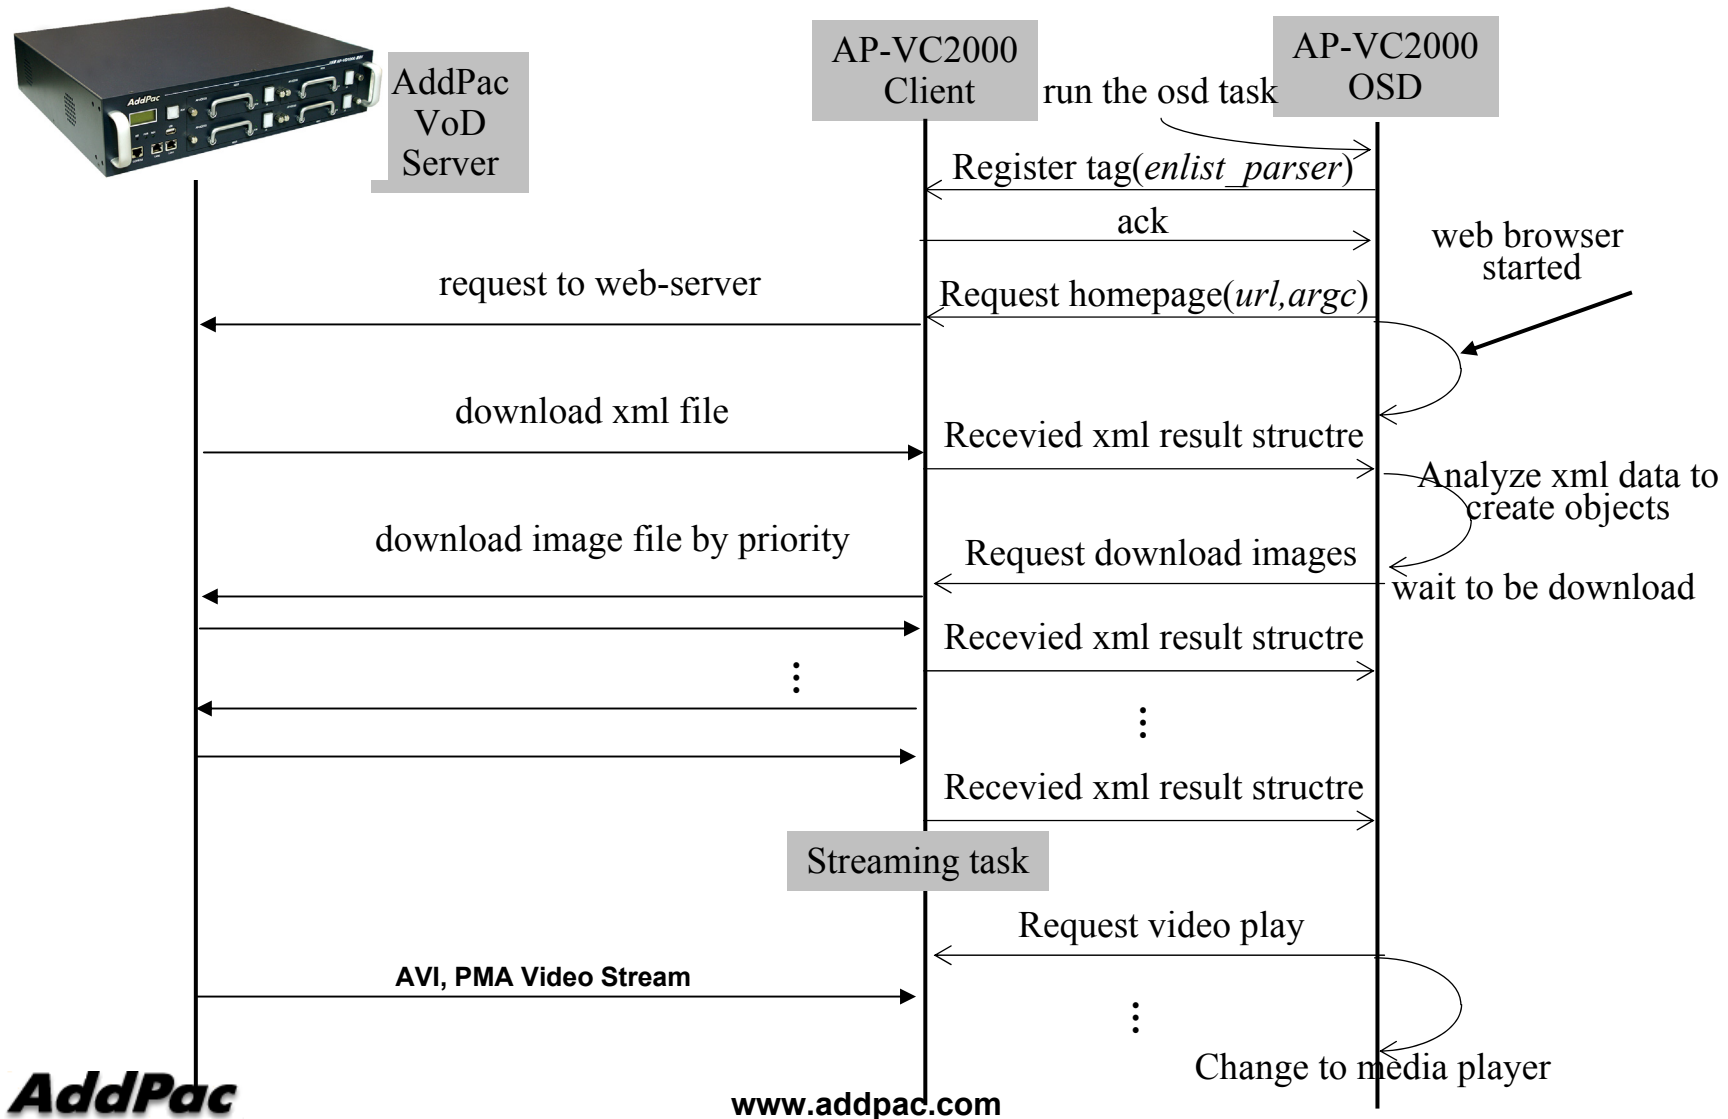 AddPac
AddPac
VoD
Server
AP-VC2000
Client
AP-VC2000
OSD
run the osd task
Register tag(enlist_parser)
ack
web browser
started
request to web-server
Request homepage(url,argc)
download xml file
Recevied xml result structre
Analyze xml data to
create objects
download image file by priority
Request download images
wait to be download
Recevied xml result structre
Recevied xml result structre
Streaming task
Request video play
AVI, PMA Video Stream
Change to media player
AddPac
www.addpac.com